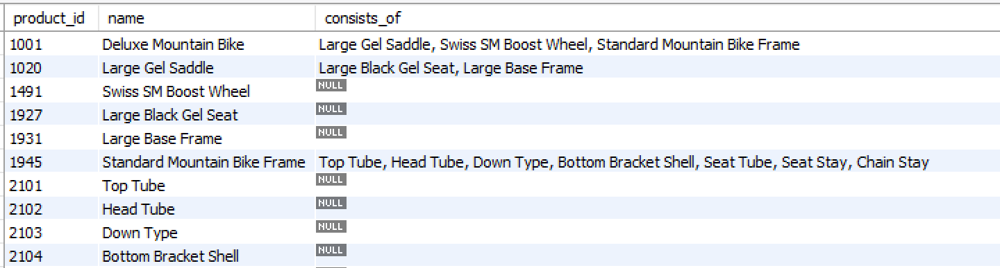 product_id name consists_of
1001 Deluxe Mountain Bike Large Gel Saddle, Swiss SM Boost Wheel, Standard Mountain Bike Frame
1020 Large Gel Saddle Large Black Gel Seat, Large Base Frame
1491 Swiss SM Boost Wheel NULL
1927 Large Black Gel Seat NULL
1931 Large Base Frame NULL
1945 Standard Mountain Bike Frame Top Tube, Head Tube, Down Type, Bottom Bracket Shell, Seat Tube, Seat Stay, Chain Stay
2101 Top Tube NULL
2102 Head Tube NULL
2103 Down Type NULL
2104 Bottom Bracket Shell NULL